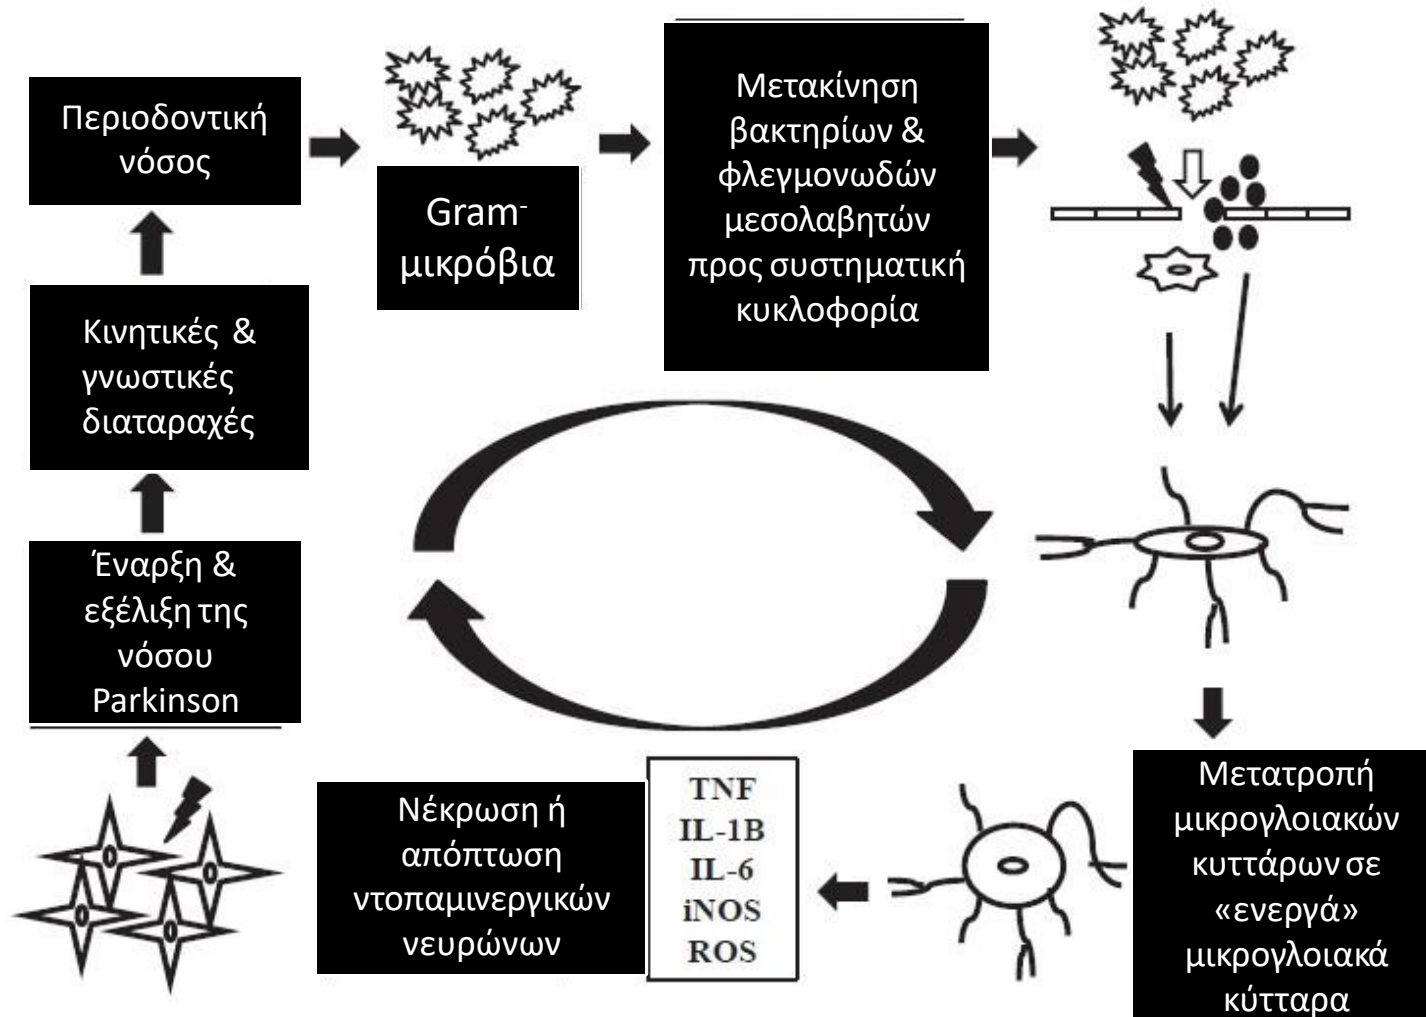 Περιοδοντική
νόσος
Gram-
μικρόβια
Μετακίνηση
βακτηρίων &
φλεγμονωδών
μεσολαβητών
προς συστηματική
κυκλοφορία
Κινητικές &
γνωστικές
διαταραχές
Έναρξη &
εξέλιξη της
νόσου
Parkinson
Νέκρωση ή
απόπτωση
ντοπαμινεργικών
νευρώνων
TNF
IL-1B
IL-6
iNOS
ROS
Μετατροπή
μικρογλοιακών
κυττάρων σε
«ενεργά»
μικρογλοιακά
κύτταρα